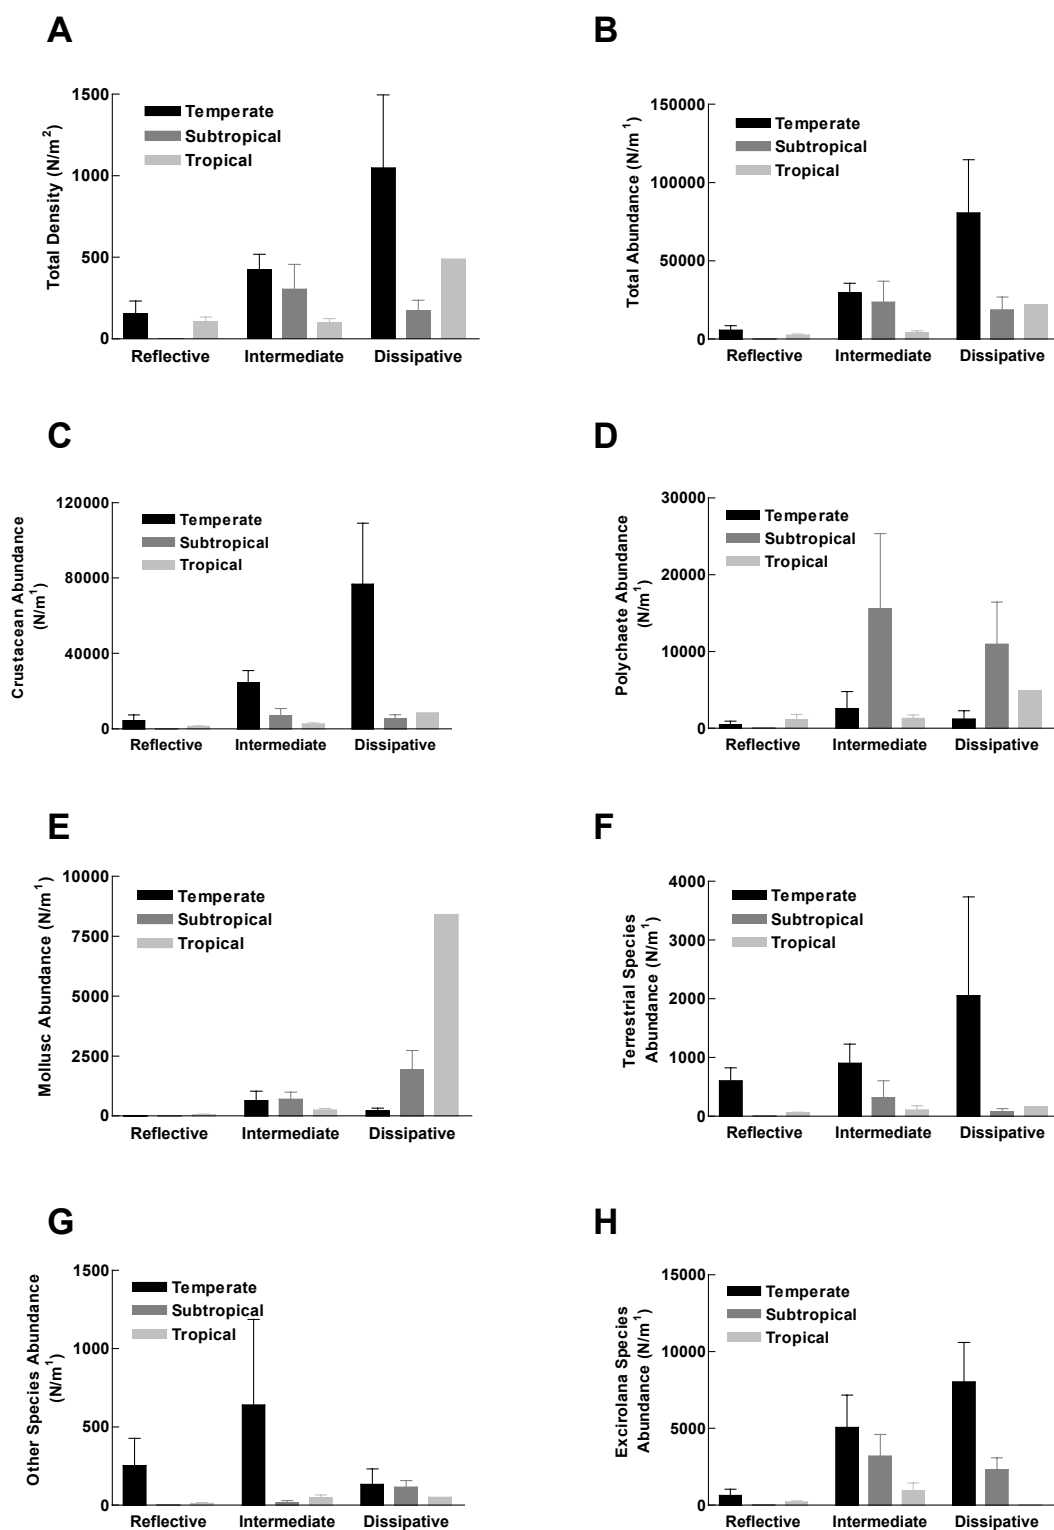 A
Total Density (N/m²)
1500
1000
500
0
Temperate
Subtropical
Tropical
Reflective Intermediate Dissipative
B
Total Abundance (N/m¹)
150000
100000
50000
0
Temperate
Subtropical
Tropical
Reflective Intermediate Dissipative
C
Crustacean Abundance
(N/m¹)
120000
80000
40000
0
Temperate
Subtropical
Tropical
Reflective Intermediate Dissipative
D
Polychaete Abundance
(N/m¹)
30000
20000
10000
0
Temperate
Subtropical
Tropical
Reflective Intermediate Dissipative
E
Mollusc Abundance (N/m¹)
10000
7500
5000
2500
0
Temperate
Subtropical
Tropical
Reflective Intermediate Dissipative
F
Terrestrial Species
Abundance (N/m¹)
4000
3000
2000
1000
0
Temperate
Subtropical
Tropical
Reflective Intermediate Dissipative
G
Other Species Abundance
(N/m¹)
1500
1000
500
0
Temperate
Subtropical
Tropical
Reflective Intermediate Dissipative
H
Excirolana Species
Abundance (N/m¹)
15000
10000
5000
0
Temperate
Subtropical
Tropical
Reflective Intermediate Dissipative